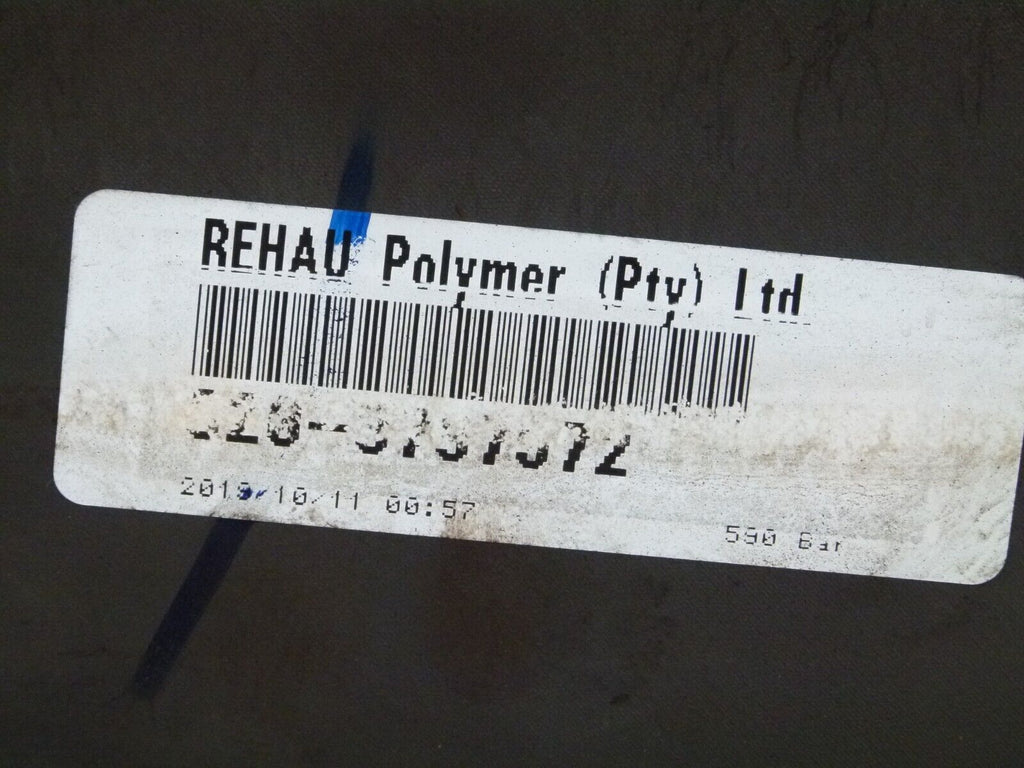 REHAU Polymer (Pty) Ltd
2019/10/11 00:57
590 Bar